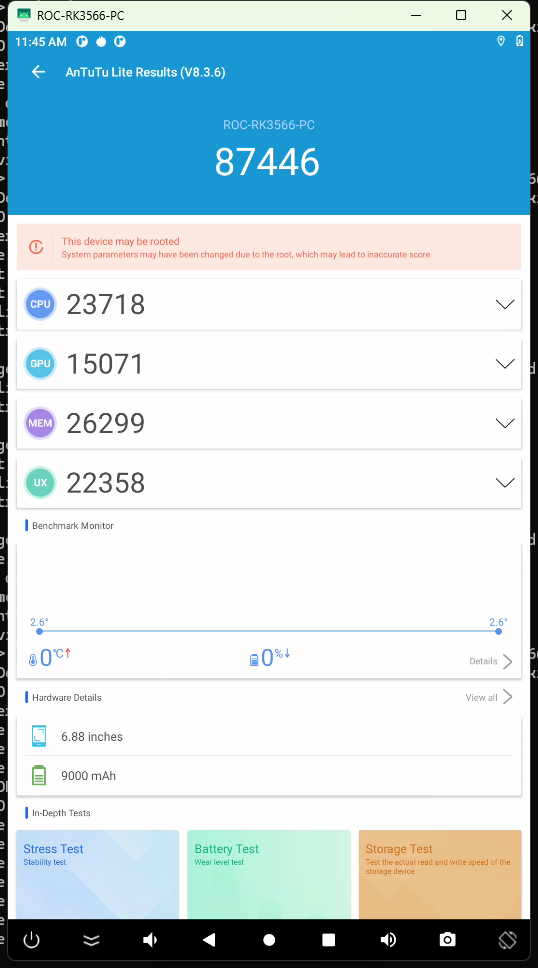 ROC-RK3566-PC
11:45 AM
AnTuTu Lite Results (V8.3.6)
ROC-RK3566-PC
87446
This device may be rooted
System parameters may have been changed due to the root, which may lead to inaccurate score
CPU 23718
GPU 15071
MEM 26299
UX 22358
Benchmark Monitor
2.6° 2.6°
0°C↑ 0%↓ Details
Hardware Details View all
6.88 inches
9000 mAh
In-Depth Tests
Stress Test Battery Test Storage Test
Stability test Wear level test Test the actual read and write speed of the
storage device